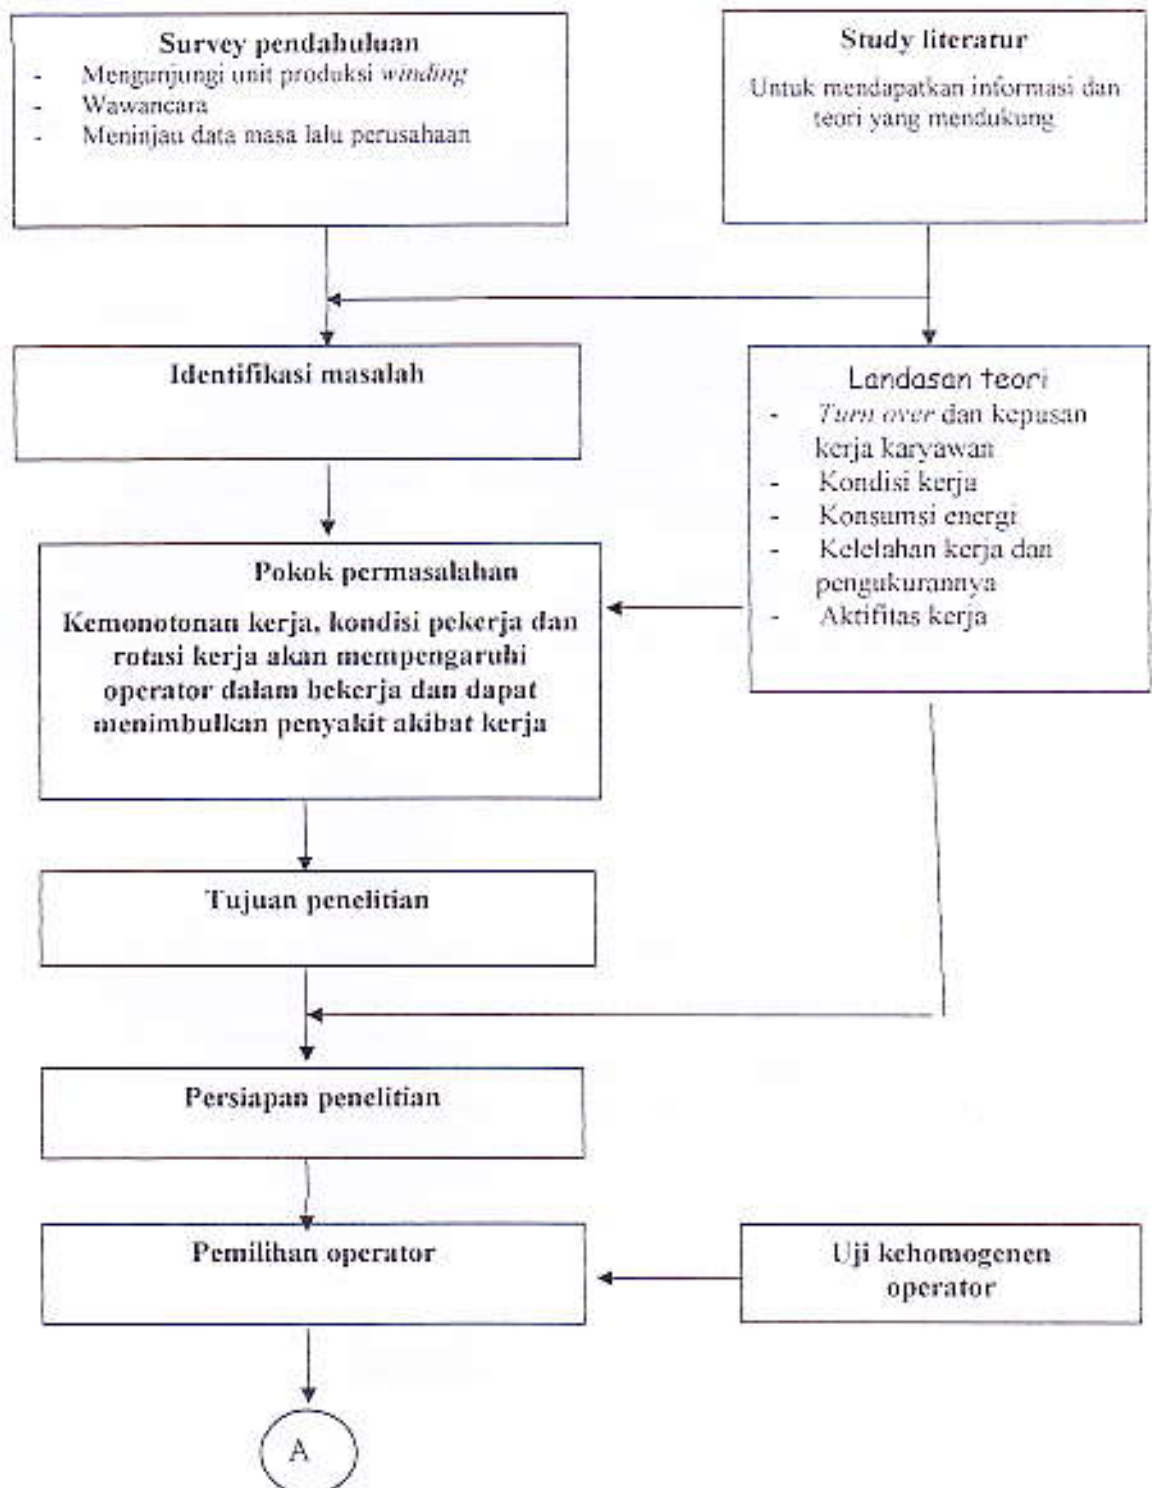 Survey pendahuluan
- Mengunjungi unit produksi winding
- Wawancara
- Meninjau data masa lalu perusahaan
Study literatur
Untuk mendapatkan informasi dan
teori yang mendukung
Identifikasi masalah
Landasan teori
- Turn over dan kepusan
kerja karyawan
- Kondisi kerja
- Konsumsi energi
- Kelelahan kerja dan
pengukurannya
- Aktifitas kerja
Pokok permasalahan
Kemonotonan kerja, kondisi pekerja dan
rotasi kerja akan mempengaruhi
operator dalam bekerja dan dapat
menimbulkan penyakit akibat kerja
Tujuan penelitian
Persiapan penelitian
Pemilihan operator
Uji kehomogenen
operator
A